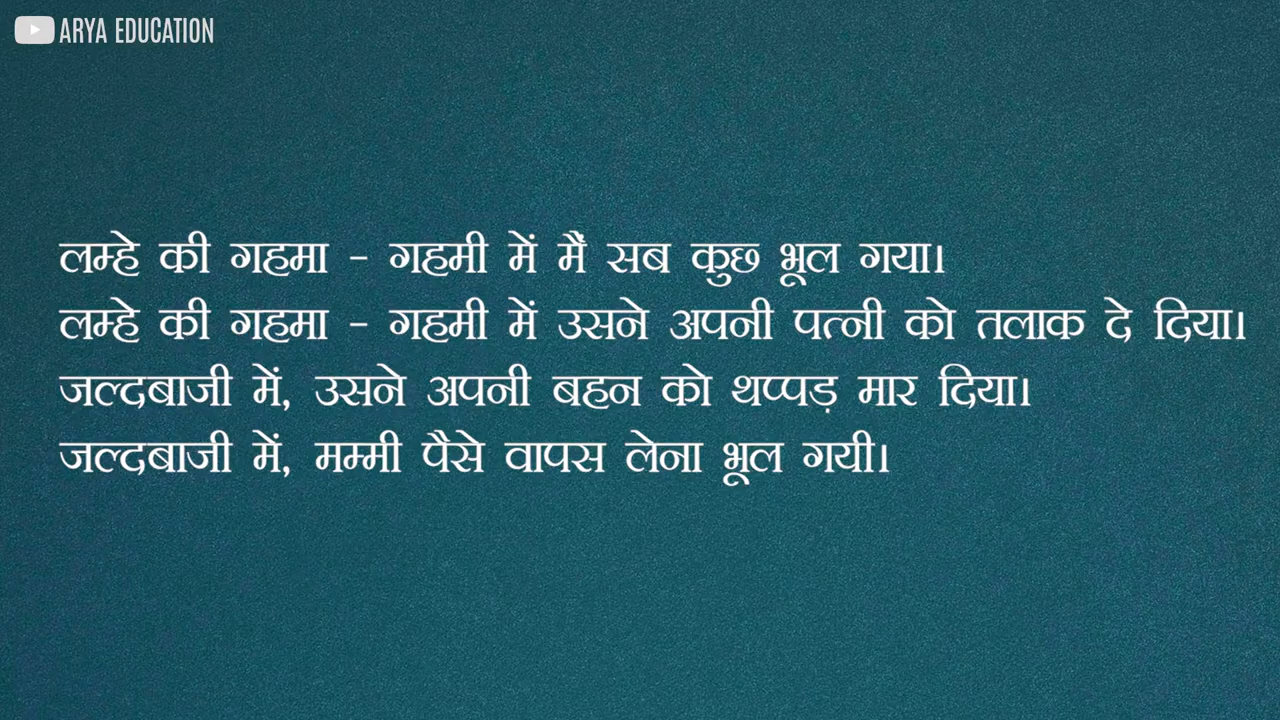 ARYA EDUCATION
लम्हे की गहमा - गहमी में मैं सब कुछ भूल गया।
लम्हे की गहमा - गहमी में उसने अपनी पत्नी को तलाक दे दिया।
जल्दबाजी में, उसने अपनी बहन को थप्पड़ मार दिया।
जल्दबाजी में, मम्मी पैसे वापस लेना भूल गयी।